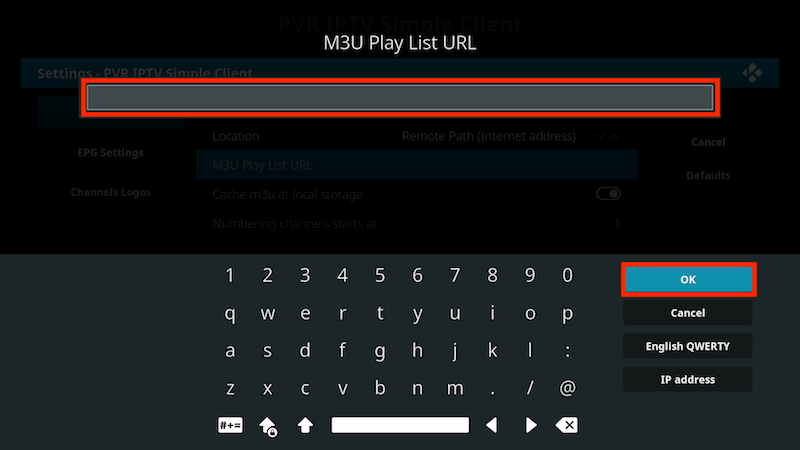 PVR IPTV Simple Client
M3U Play List URL
Settings - PVR IPTV Simple Client
Location Remote Path (Internet address) Cancel
EPG Settings
M3U Play List URL
Defaults
Channels Logos
Cache m3u at local storage
Numbering channels starts at 1
1 2 3 4 5 6 7 8 9 0 OK
q w e r t y u i o p Cancel
a s d f g h j k l : English QWERTY
z x c v b n m . / @ IP address
#+=